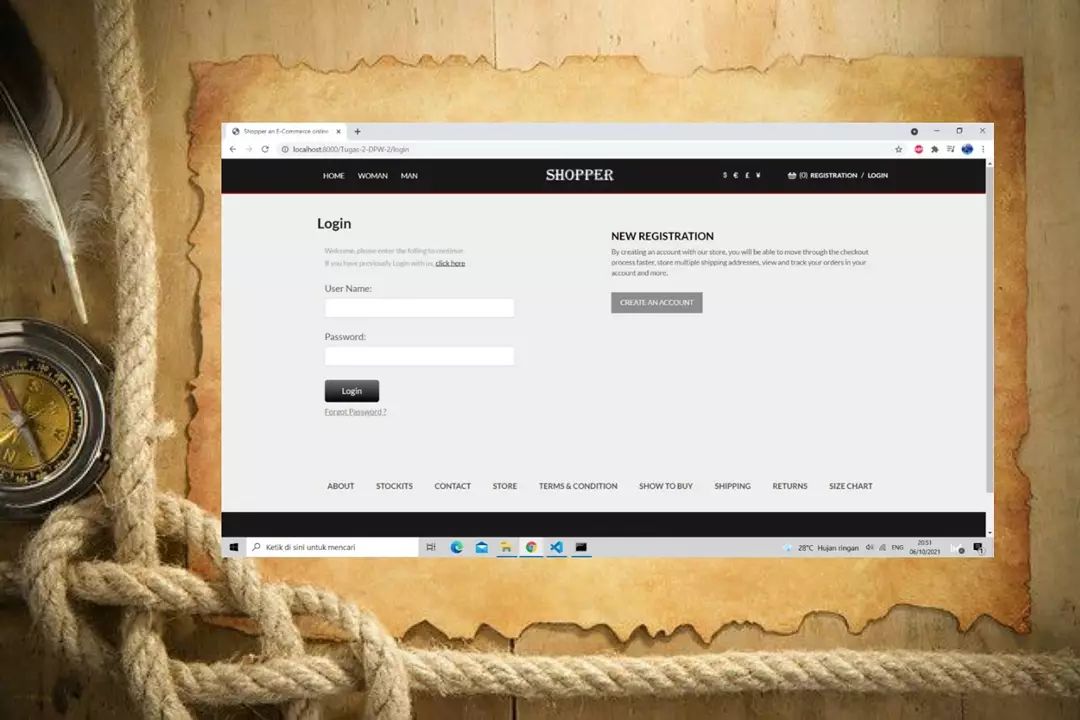 Shopper an E-Commerce online
localhost:8000/Tugas-2-DPW-2/login
HOME WOMAN MAN
SHOPPER
$ € £ ¥
(0) REGISTRATION / LOGIN
Login
Welcome, please enter the folling to continue.
If you have previously Login with us, click here
User Name:
Password:
Login
Forgot Password ?
NEW REGISTRATION
By creating an account with our store, you will be able to move through the checkout
process faster, store multiple shipping addresses, view and track your orders in your
account and more.
CREATE AN ACCOUNT
ABOUT STOCKITS CONTACT STORE TERMS & CONDITION SHOW TO BUY SHIPPING RETURNS SIZE CHART
Ketik di sini untuk mencari
28°C Hujan ringan
ENG
20:51
06/10/2021